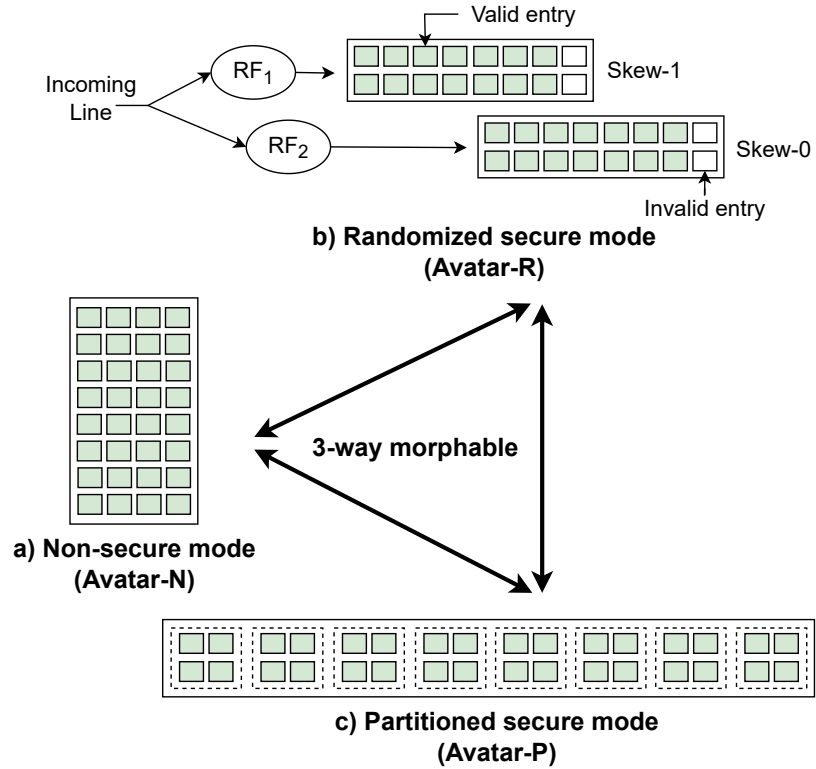 Valid entry
RF1
Skew-1
Incoming
Line
RF2
Skew-0
Invalid entry
b) Randomized secure mode
(Avatar-R)
3-way morphable
a) Non-secure mode
(Avatar-N)
c) Partitioned secure mode
(Avatar-P)